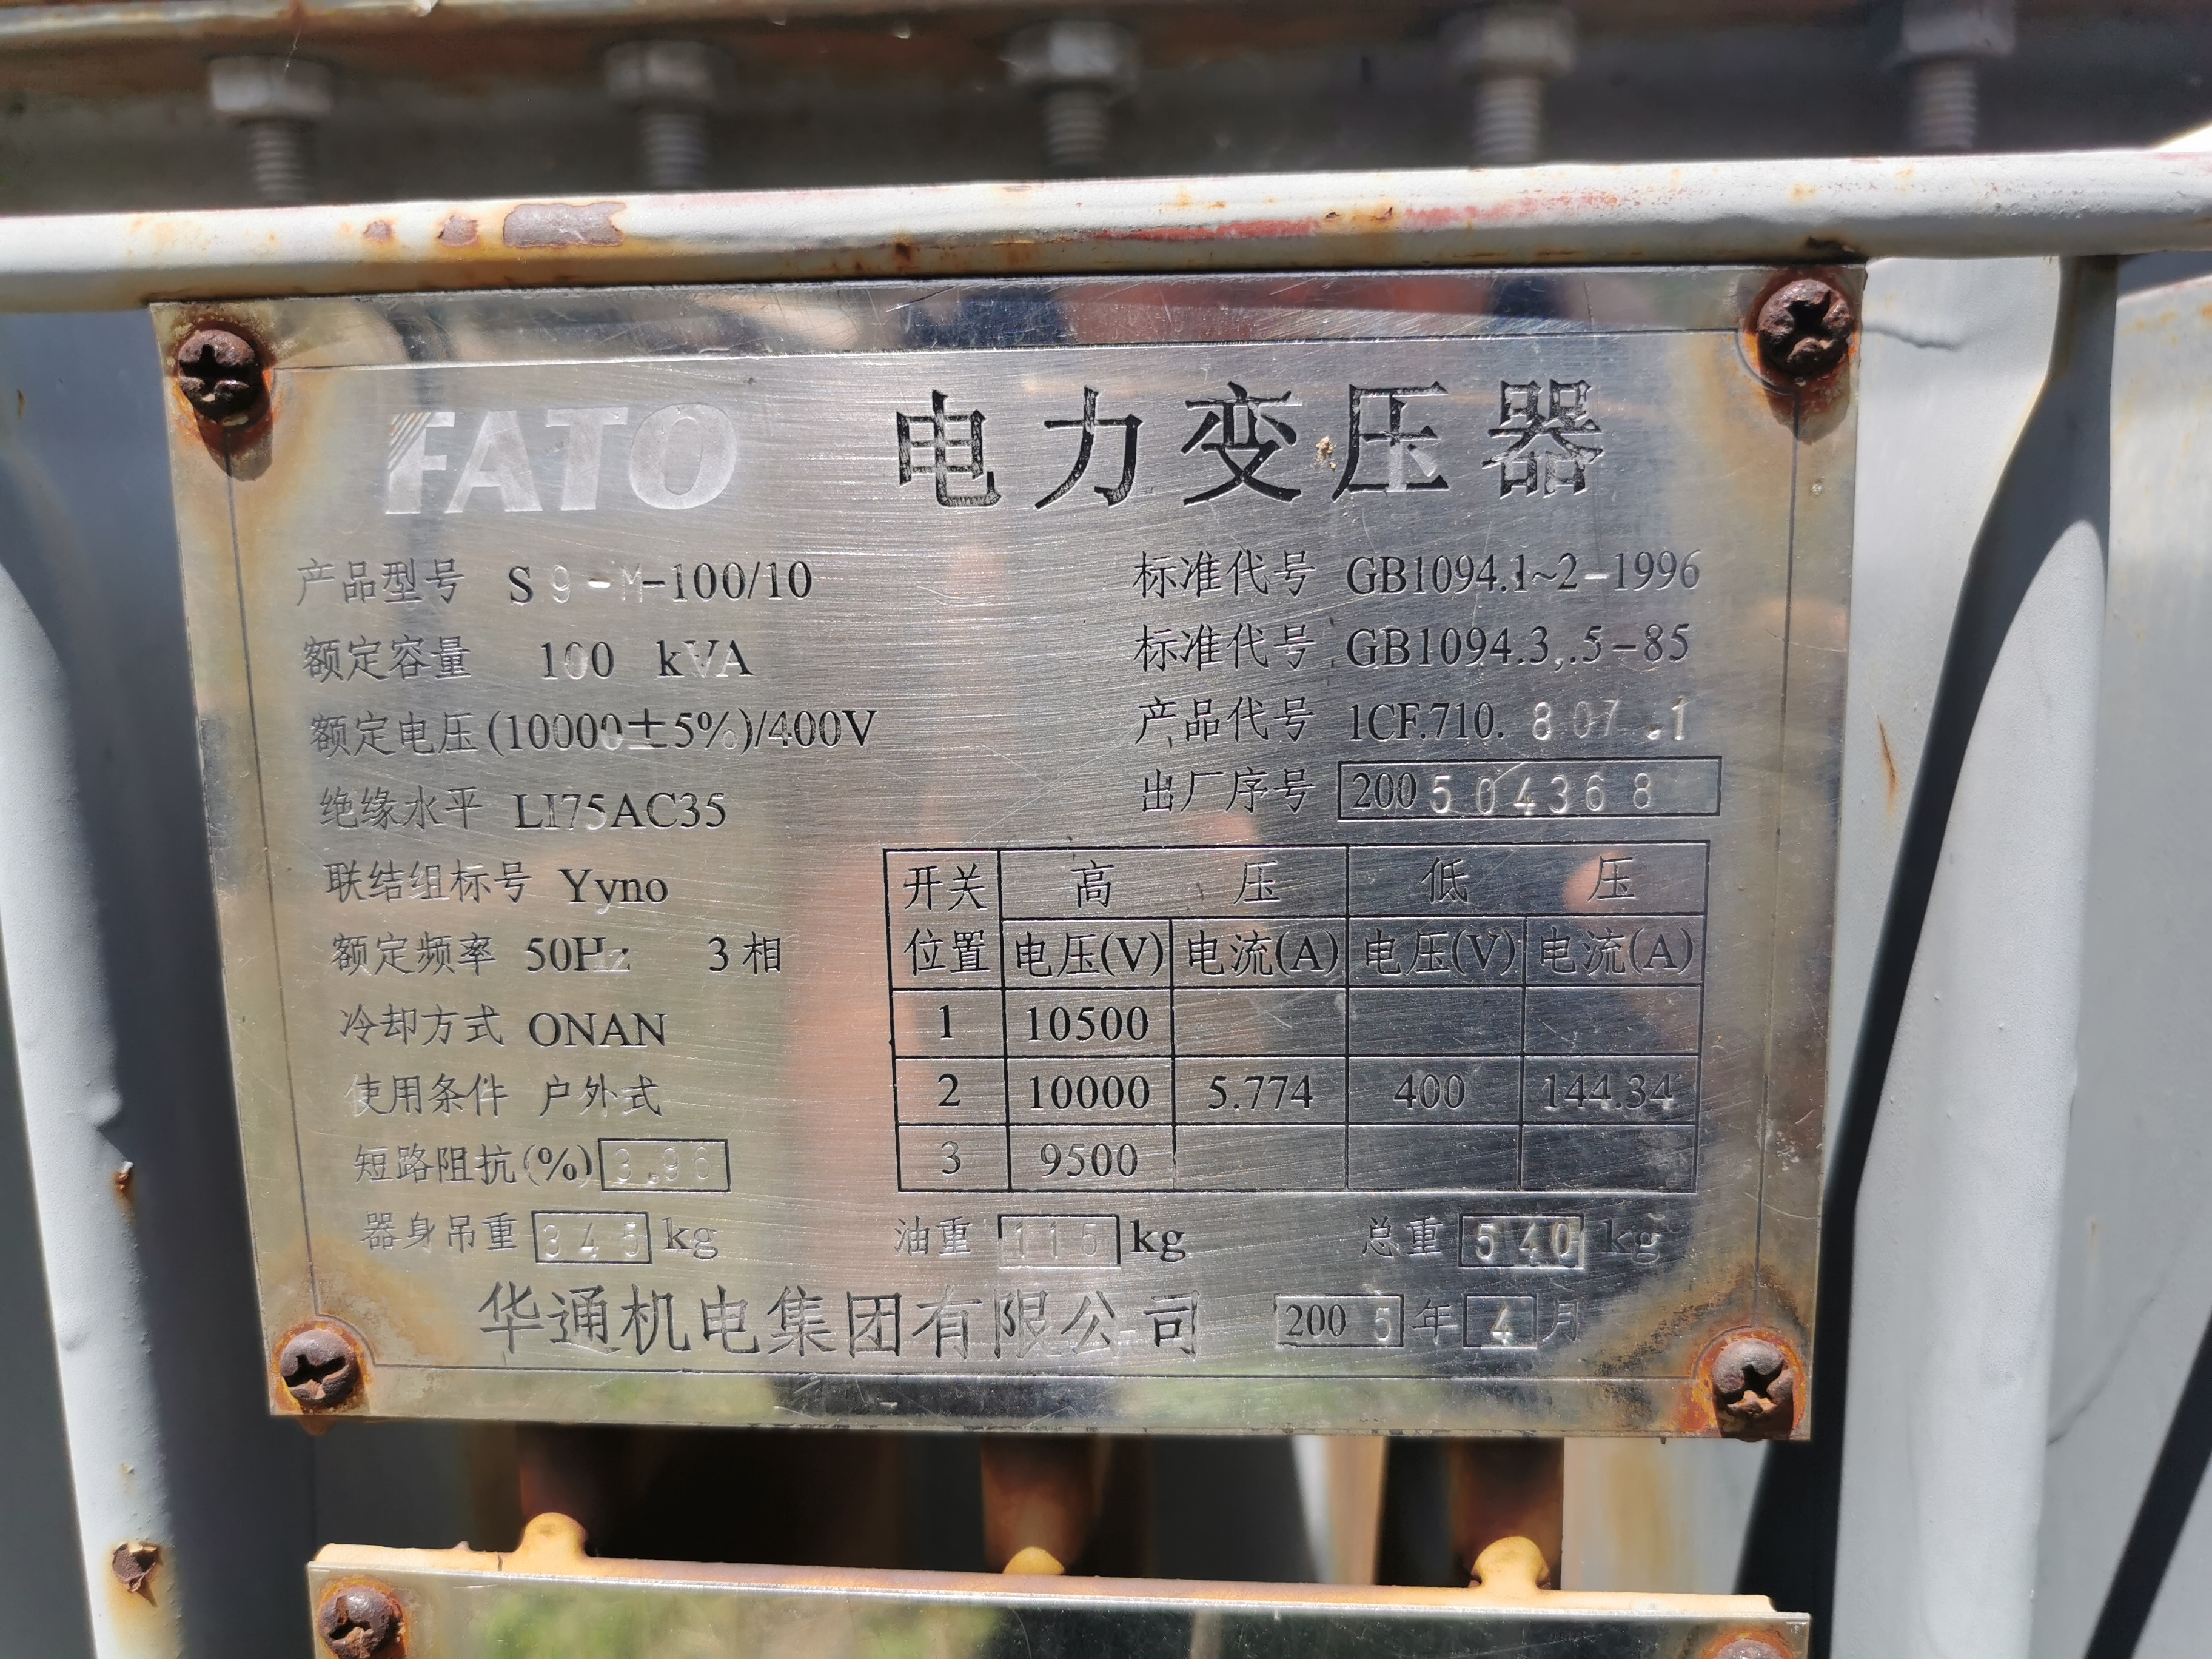 FATO 电力变压器
产品型号 S9-M-100/10 标准代号 GB1094.1~2-1996
额定容量 100 kVA 标准代号 GB1094.3,.5-85
额定电压(10000±5%)/400V 产品代号 1CF.710.807.1
绝缘水平 LI75AC35 出厂序号 200504368
联结组标号 Yyno
额定频率 50Hz 3相
冷却方式 ONAN
使用条件 户外式
短路阻抗(%) 3.96
开关位置 高压 低压
电压(V) 电流(A) 电压(V) 电流(A)
1 10500
2 10000 5.774 400 144.34
3 9500
器身吊重 345 kg 油重 115 kg 总重 540 kg
华通机电集团有限公司 2005年4月